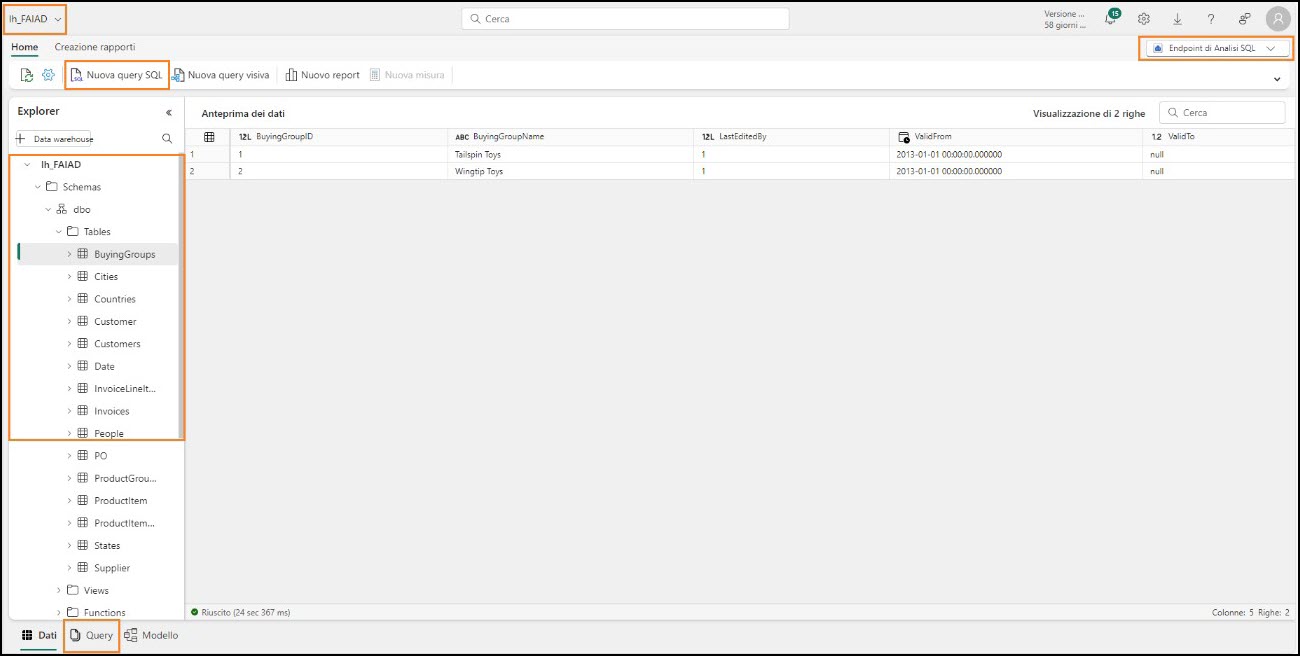 lh_FAIAD
Cerca
Versione ...
58 giorni ...
15
Home Creazione rapporti
Endpoint di Analisi SQL
Nuova query SQL Nuova query visiva Nuovo report Nuova misura
Explorer
Data warehouse
lh_FAIAD
Schemas
dbo
Tables
BuyingGroups
Cities
Countries
Customer
Customers
Date
InvoiceLineIt...
Invoices
People
PO
ProductGrou...
ProductItem
ProductItem...
States
Supplier
Views
Functions
Anteprima dei dati Visualizzazione di 2 righe Cerca
12L BuyingGroupID ABC BuyingGroupName 12L LastEditedBy ValidFrom 1.2 ValidTo
1 1 Tailspin Toys 1 2013-01-01 00:00:00.000000 null
2 2 Wingtip Toys 1 2013-01-01 00:00:00.000000 null
Riuscito (24 sec 367 ms) Colonne: 5 Righe: 2
Dati Query Modello